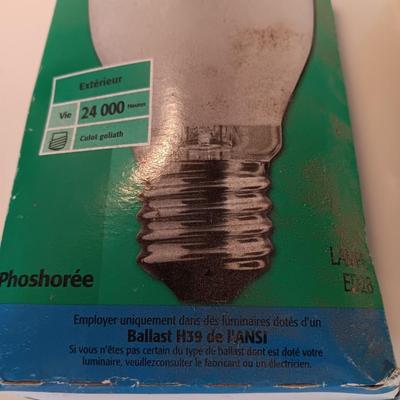 Extérieur
Vie 24 000 Heures
Culot goliath
Phoshorée
Employer uniquement dans des luminaires dotés d'un
Ballast H39 de l'ANSI
Si vous n'êtes pas certain du type de ballast dont est doté votre
luminaire, veuillezconsulter le fabricant ou un électricien.